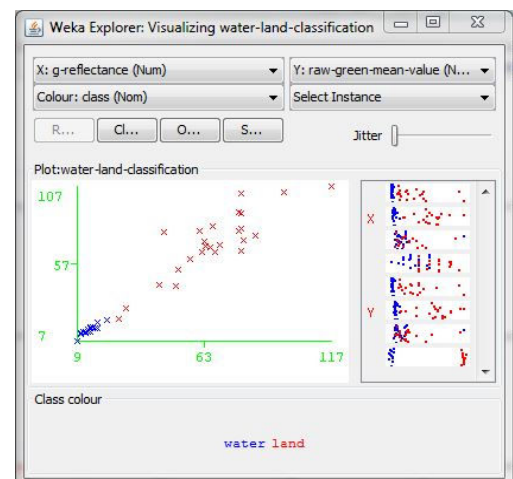 Weka Explorer: Visualizing water-land-classification
X: g-reflectance (Num) Y: raw-green-mean-value (N...
Colour: class (Nom) Select Instance
R... Cl... O... S... Jitter
Plot:water-land-classification
107
57
7
9 63 117
X
Y
Class colour
water land